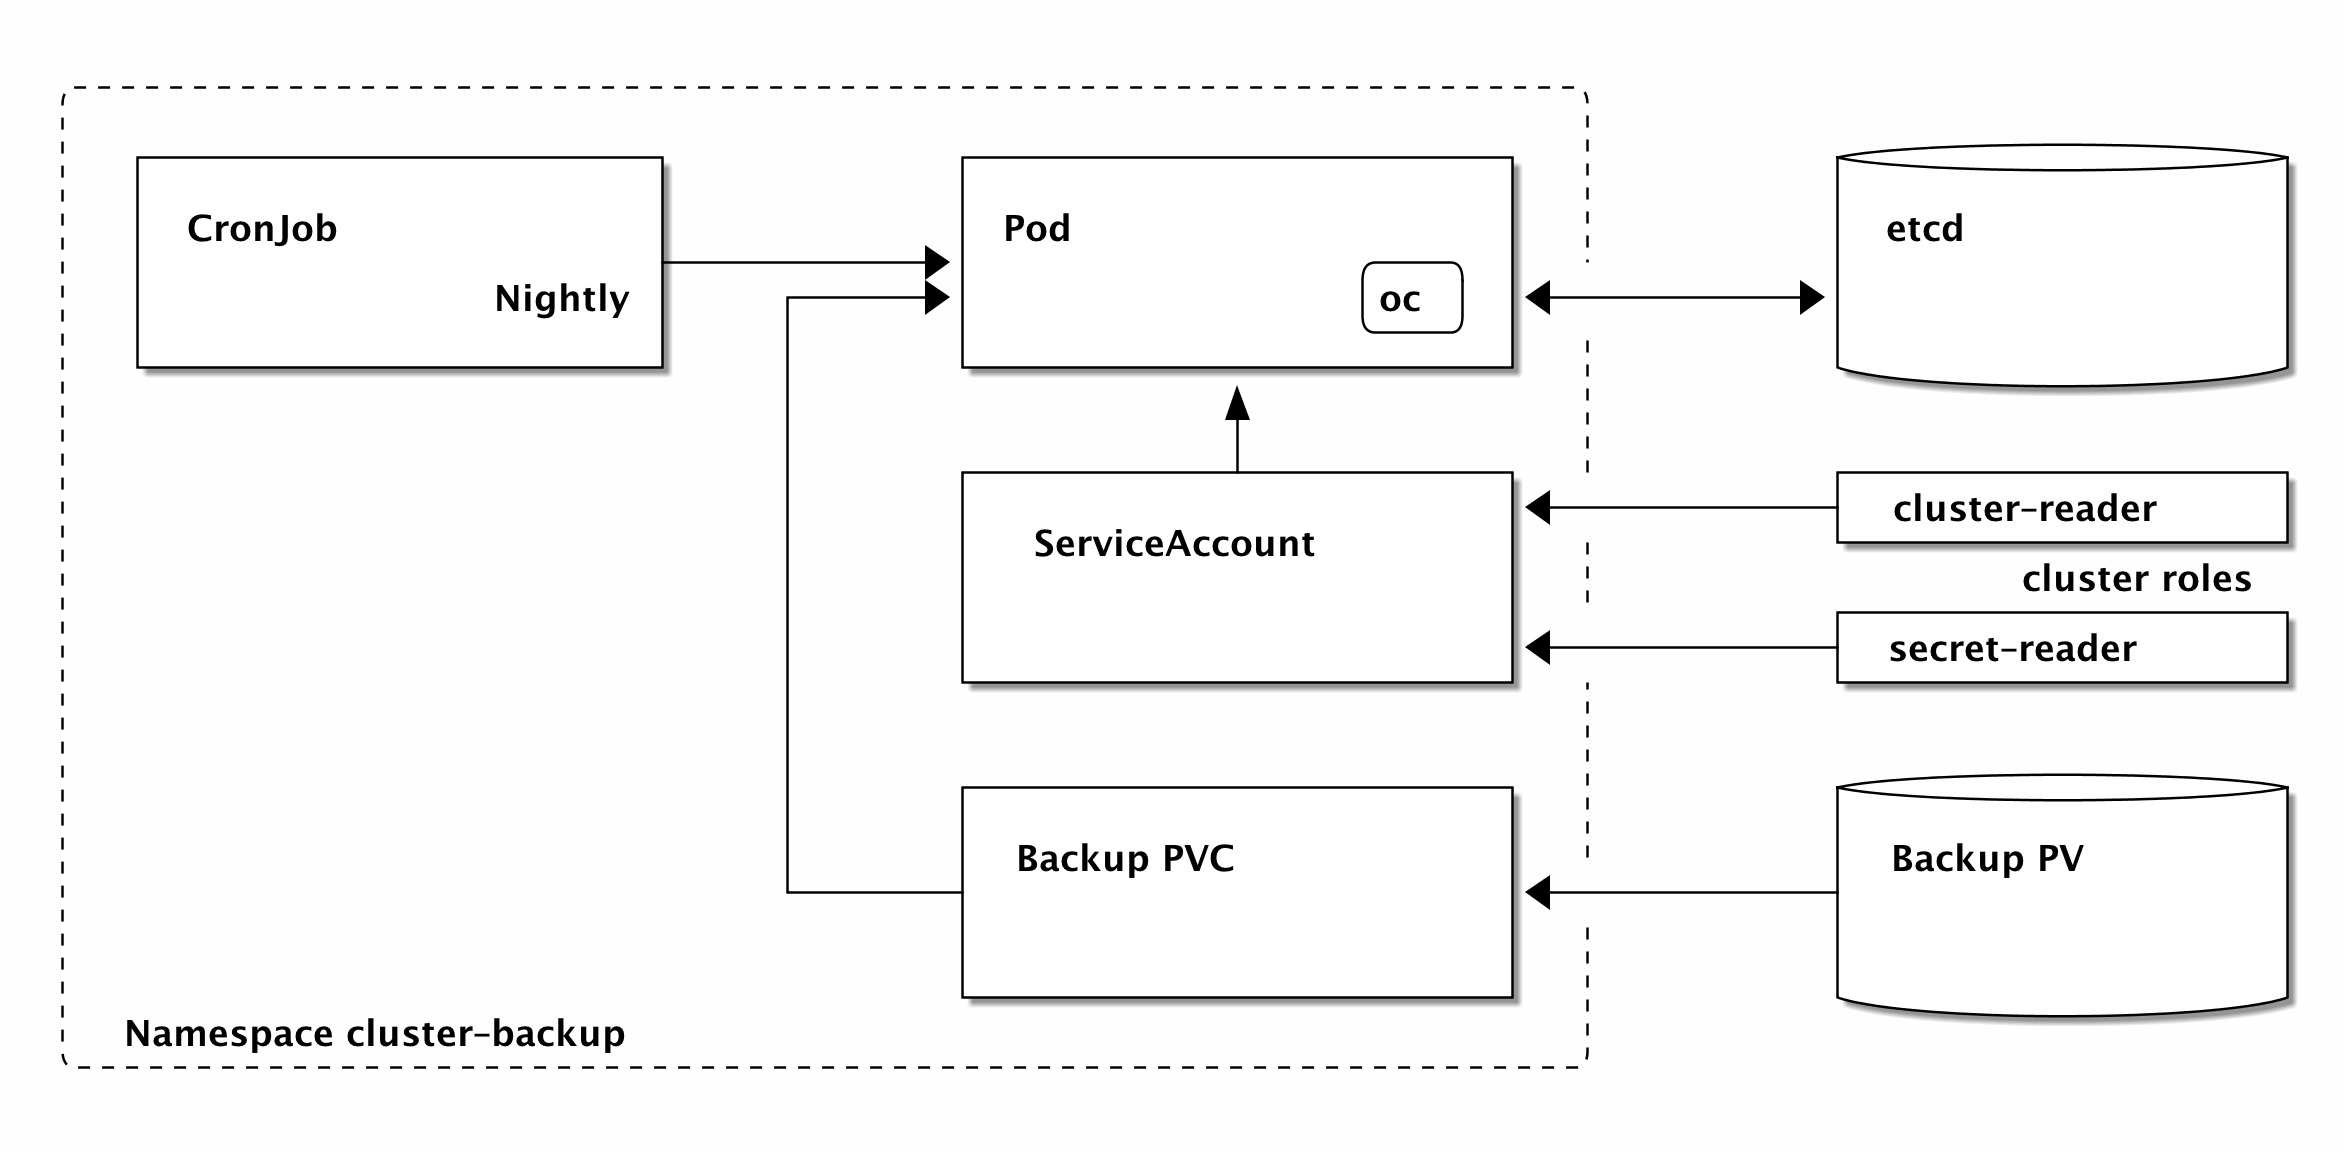 CronJob
Nightly
Pod
oc
etcd
ServiceAccount
cluster-reader
cluster roles
secret-reader
Backup PVC
Backup PV
Namespace cluster-backup